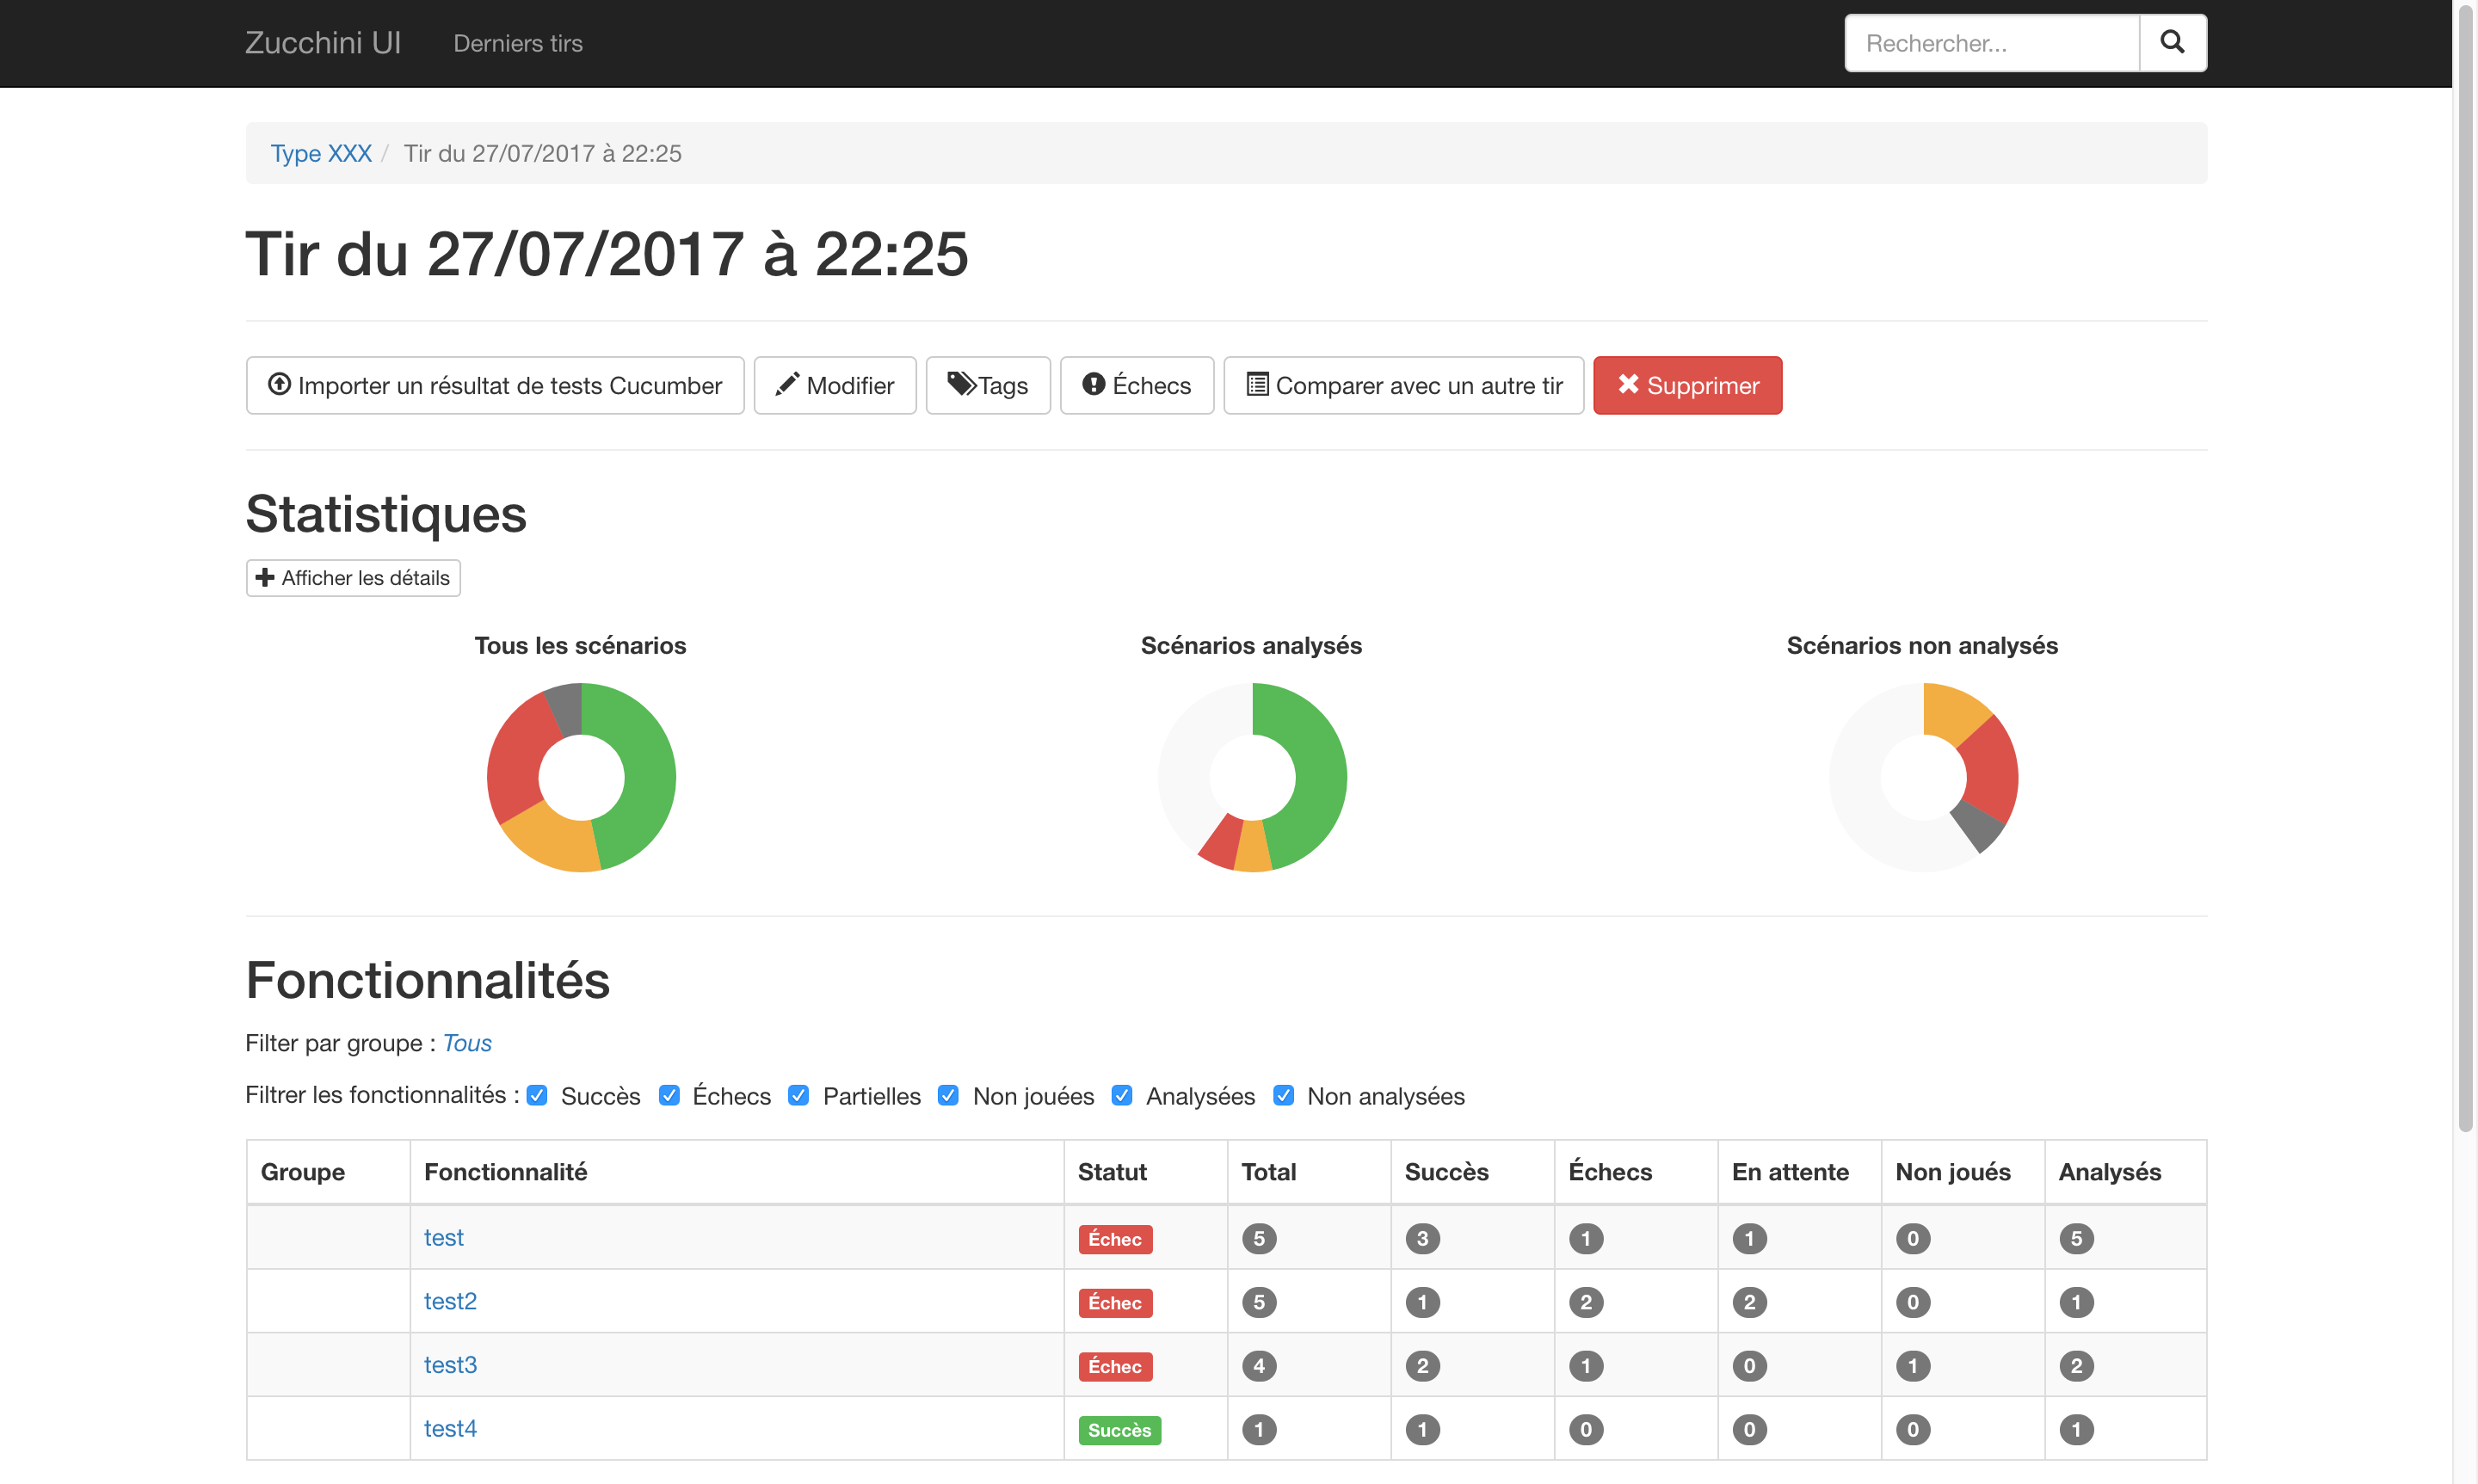 Zucchini UI Derniers tirs Rechercher...
Type XXX / Tir du 27/07/2017 à 22:25
Tir du 27/07/2017 à 22:25
Importer un résultat de tests Cucumber Modifier Tags Échecs Comparer avec un autre tir Supprimer
Statistiques
Afficher les détails
Tous les scénarios Scénarios analysés Scénarios non analysés
Fonctionnalités
Filter par groupe : Tous
Filtrer les fonctionnalités : Succès Échecs Partielles Non jouées Analysées Non analysées
Groupe Fonctionnalité Statut Total Succès Échecs En attente Non joués Analysés
test Échec 5 3 1 1 0 5
test2 Échec 5 1 2 2 0 1
test3 Échec 4 2 1 0 1 2
test4 Succès 1 1 0 0 0 1